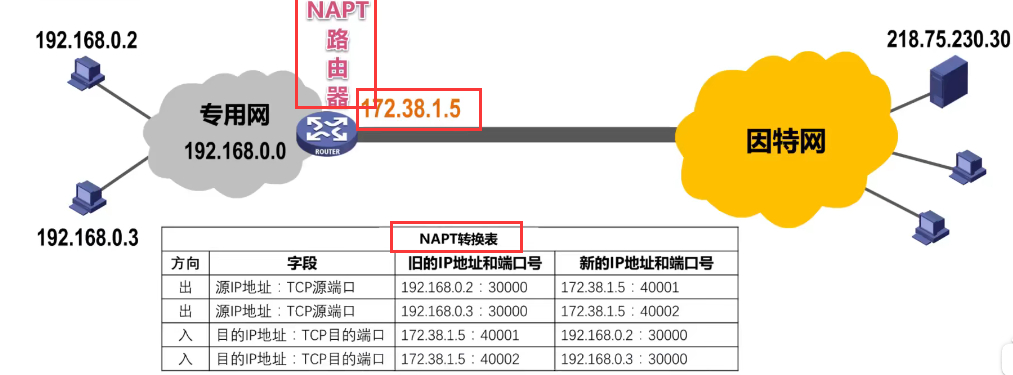 NAPT
路
由
器
192.168.0.2
218.75.230.30
172.38.1.5
专用网
192.168.0.0
ROUTER
因特网
192.168.0.3
NAPT转换表
方向 字段 旧的IP地址和端口号 新的IP地址和端口号
出 源IP地址：TCP源端口 192.168.0.2：30000 172.38.1.5：40001
出 源IP地址：TCP源端口 192.168.0.3：30000 172.38.1.5：40002
入 目的IP地址：TCP目的端口 172.38.1.5：40001 192.168.0.2：30000
入 目的IP地址：TCP目的端口 172.38.1.5：40002 192.168.0.3：30000